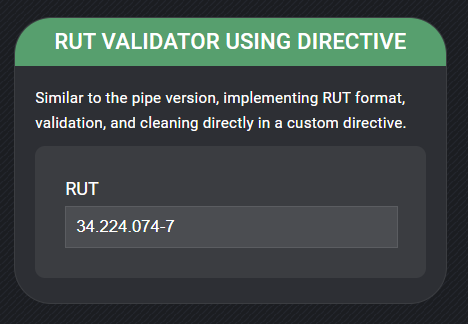 RUT VALIDATOR USING DIRECTIVE
Similar to the pipe version, implementing RUT format,
validation, and cleaning directly in a custom directive.
RUT
34.224.074-7